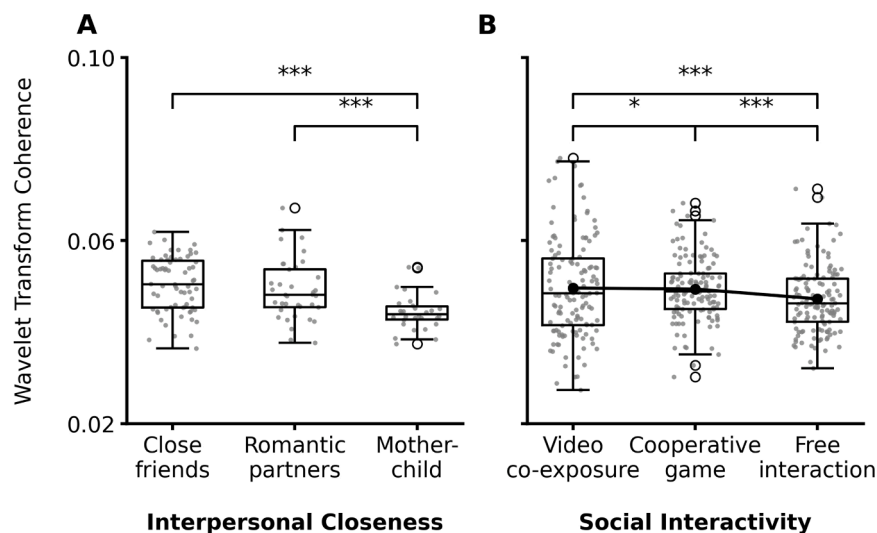 A
B
Wavelet Transform Coherence
0.10
0.06
0.02
***
***
***
*
***
Close
friends
Romantic
partners
Mother-
child
Video
co-exposure
Cooperative
game
Free
interaction
Interpersonal Closeness
Social Interactivity